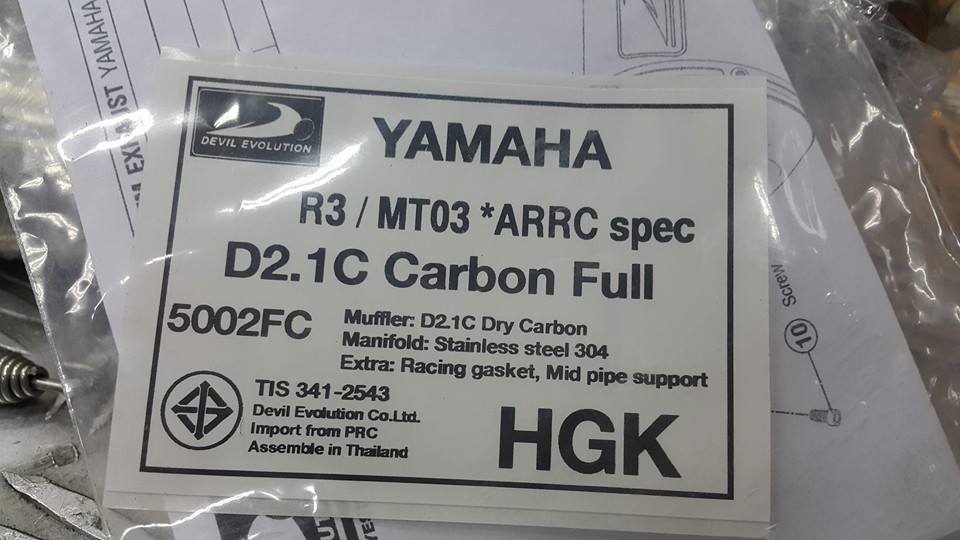 EXHAUST YAMAHA
DEVIL EVOLUTION
YAMAHA
R3 / MT03 *ARRC spec
D2.1C Carbon Full
5002FC
Muffler: D2.1C Dry Carbon
Manifold: Stainless steel 304
Extra: Racing gasket, Mid pipe support
TIS 341-2543
Devil Evolution Co.Ltd.
Import from PRC
Assemble in Thailand
HGK
10 Screw